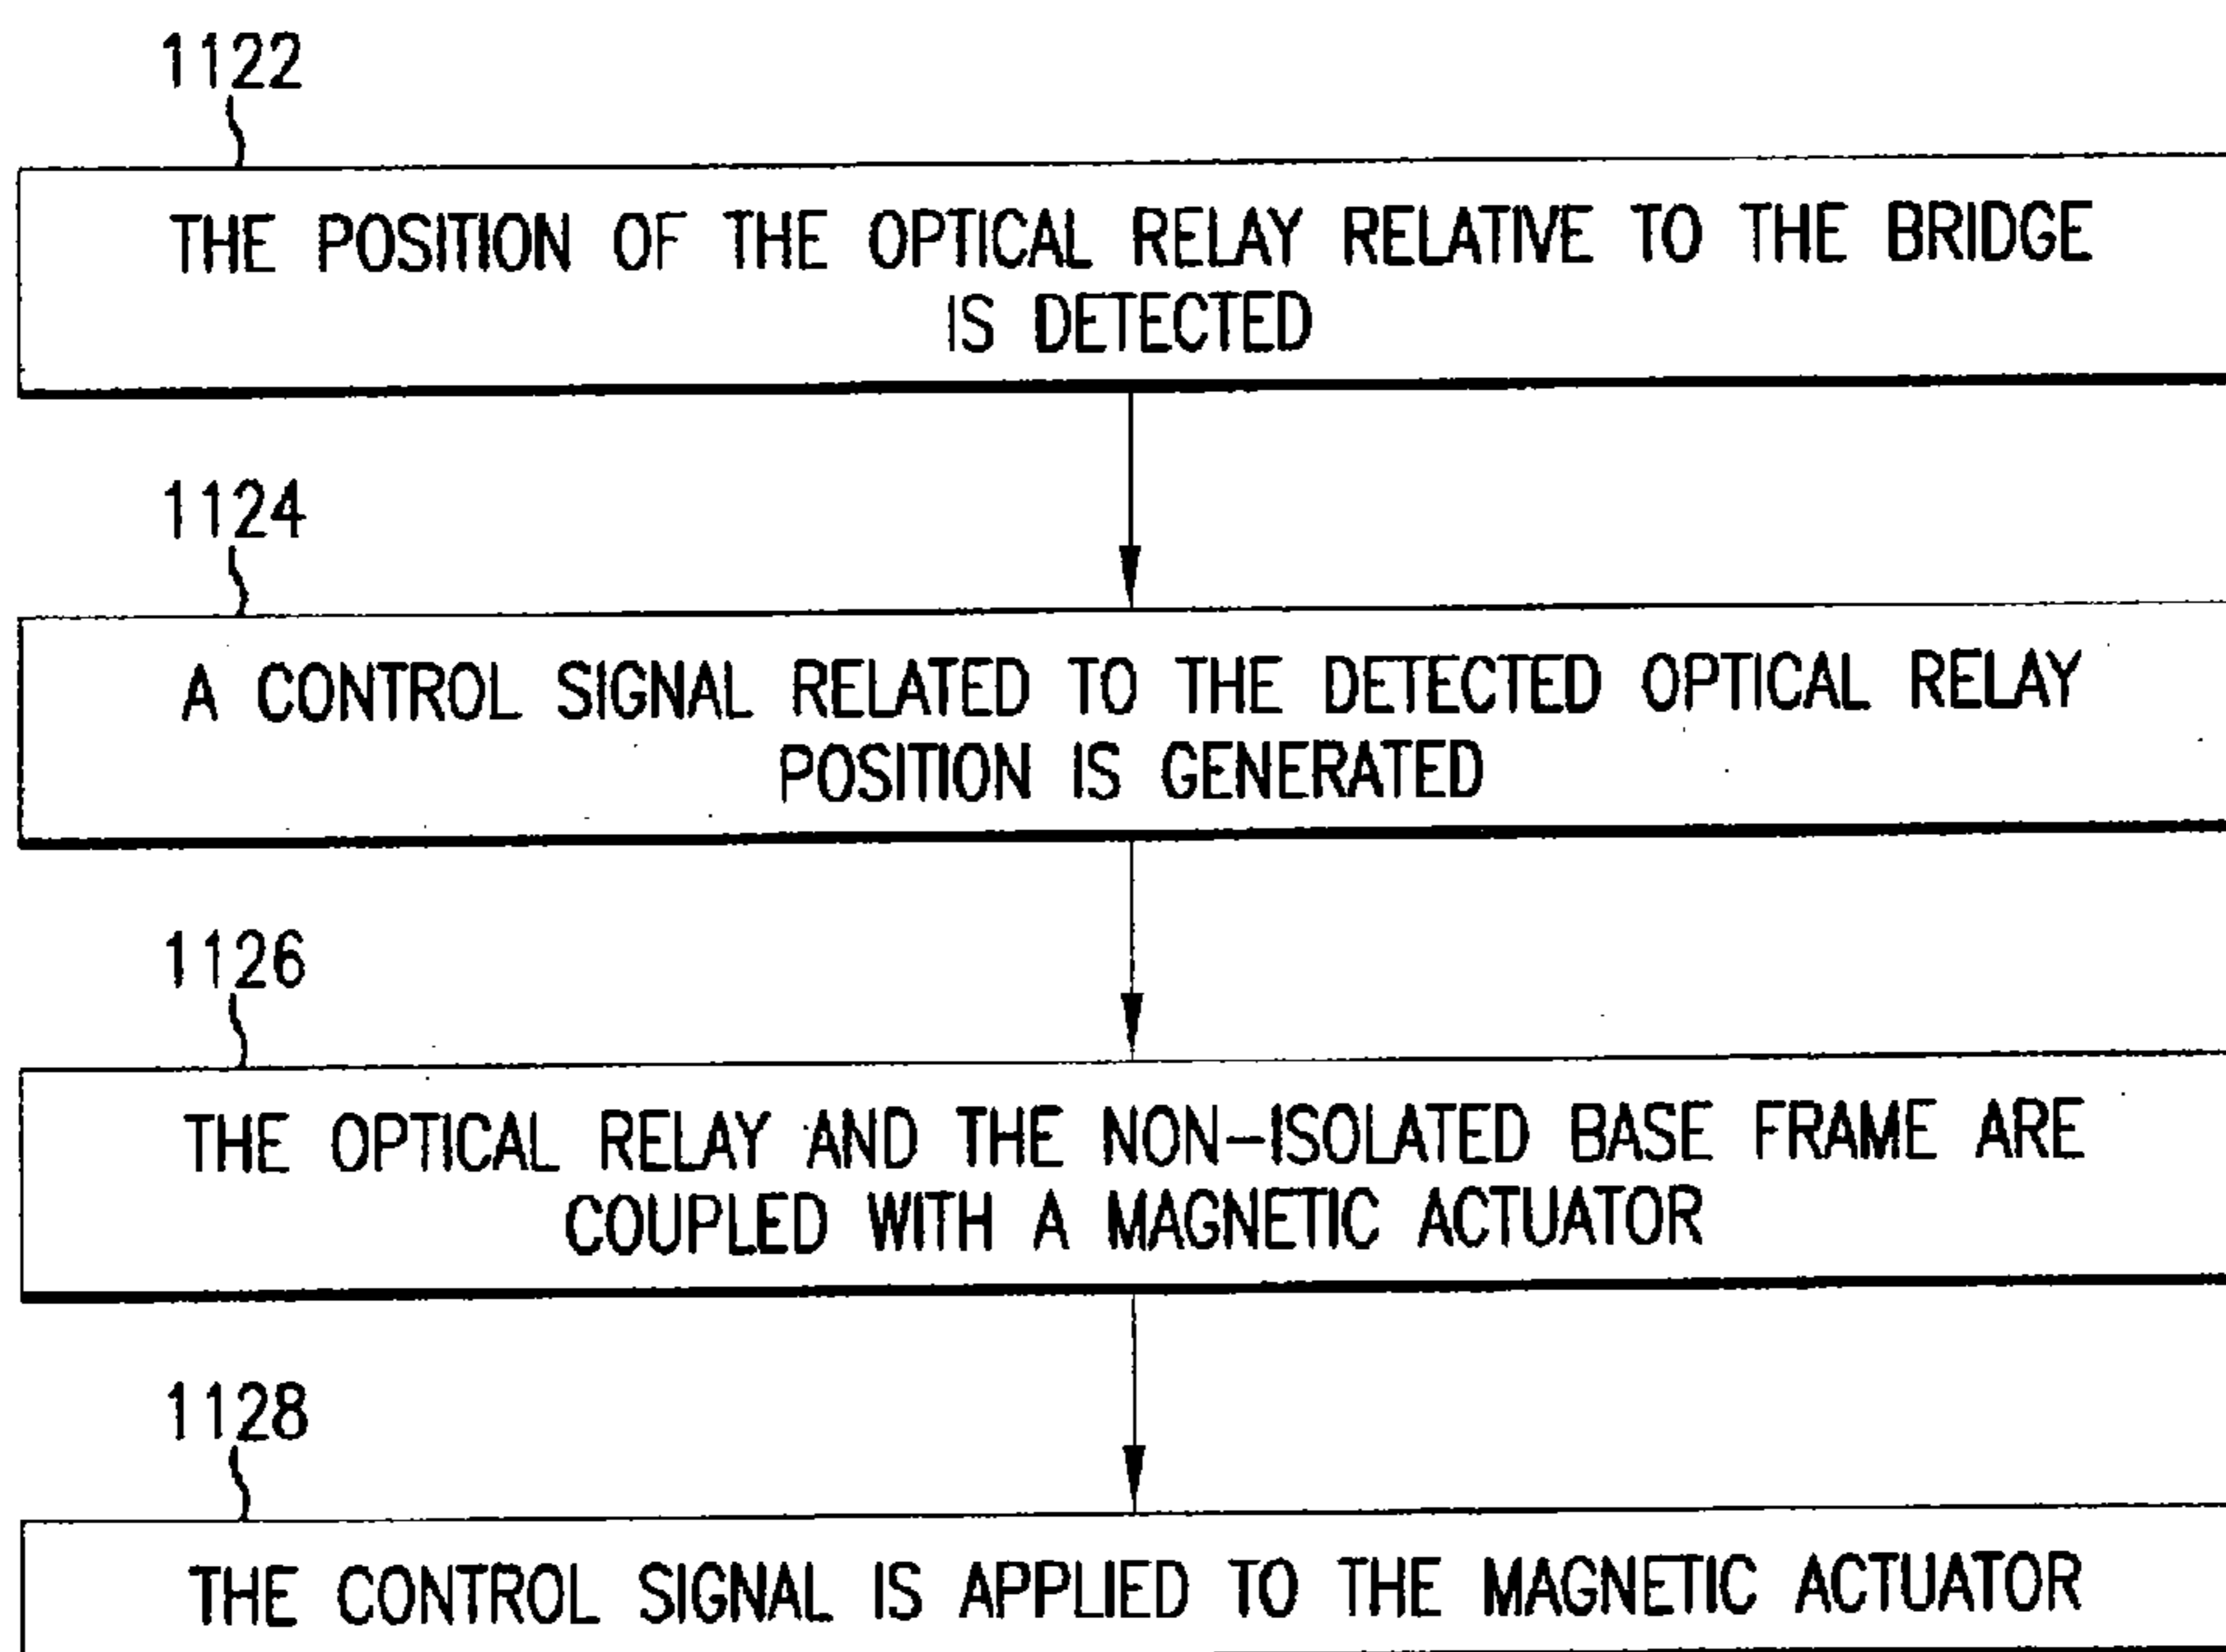 1122
THE POSITION OF THE OPTICAL RELAY RELATIVE TO THE BRIDGE
IS DETECTED
1124
A CONTROL SIGNAL RELATED TO THE DETECTED OPTICAL RELAY
POSITION IS GENERATED
1126
THE OPTICAL RELAY AND THE NON-ISOLATED BASE FRAME ARE
COUPLED WITH A MAGNETIC ACTUATOR
1128
THE CONTROL SIGNAL IS APPLIED TO THE MAGNETIC ACTUATOR